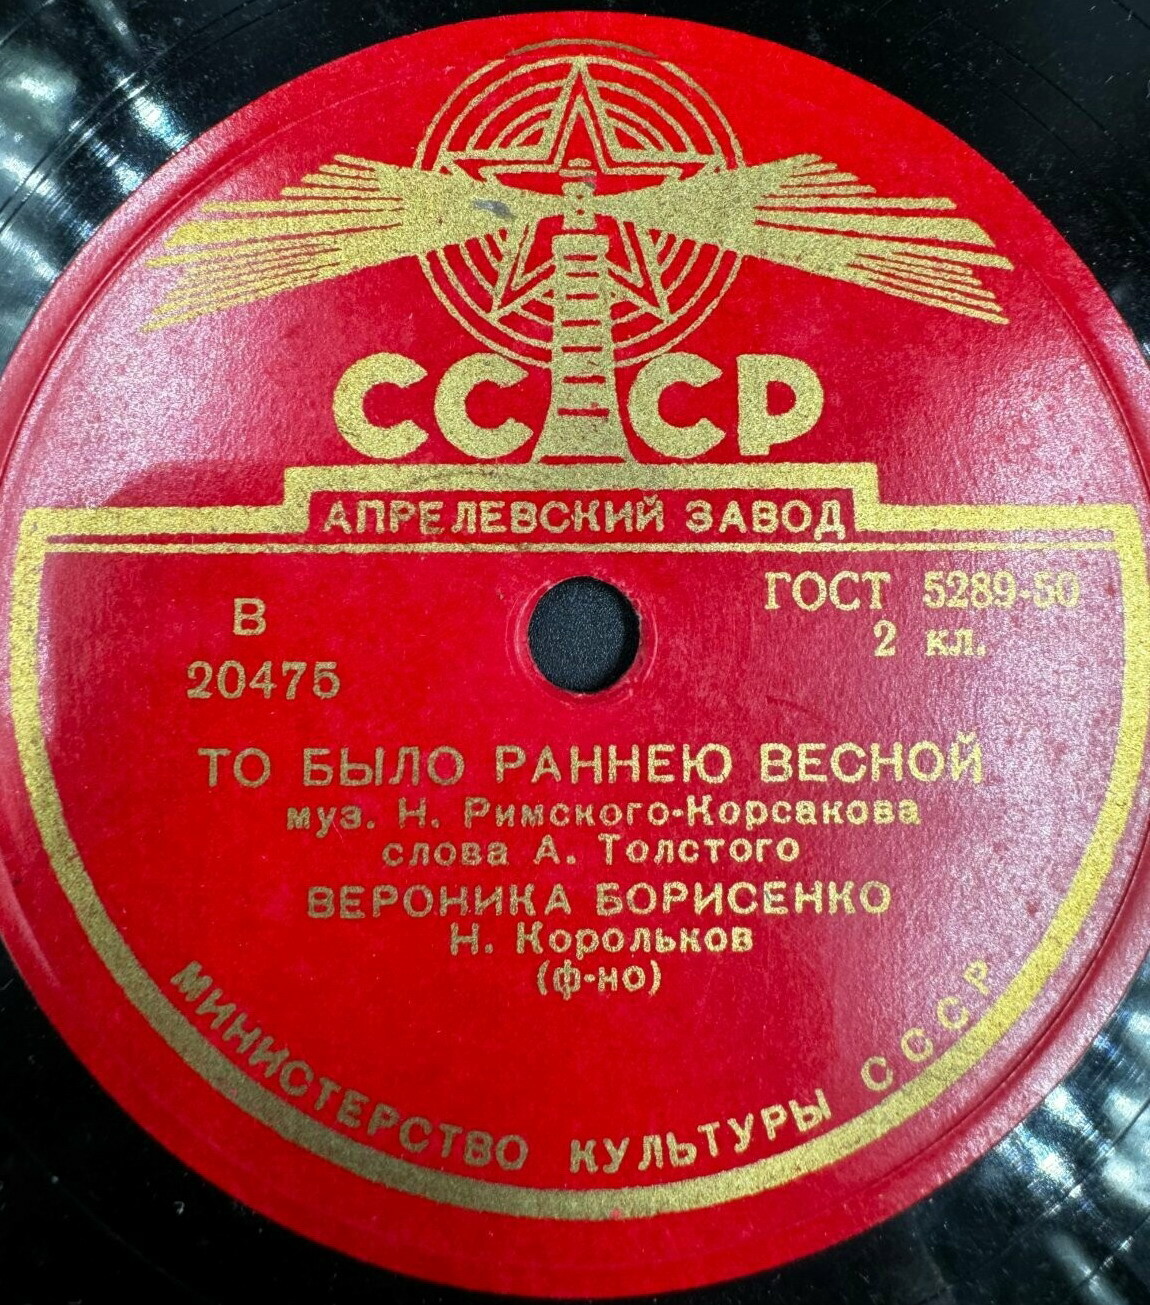 СССР
АПРЕЛЕВСКИЙ ЗАВОД
В
20475
ГОСТ 5289-50
2 кл.
ТО БЫЛО РАННЕЮ ВЕСНОЙ
муз. Н. Римского-Корсакова
слова А. Толстого
ВЕРОНИКА БОРИСЕНКО
Н. Корольков
(ф-но)
МИНИСТЕРСТВО КУЛЬТУРЫ СССР